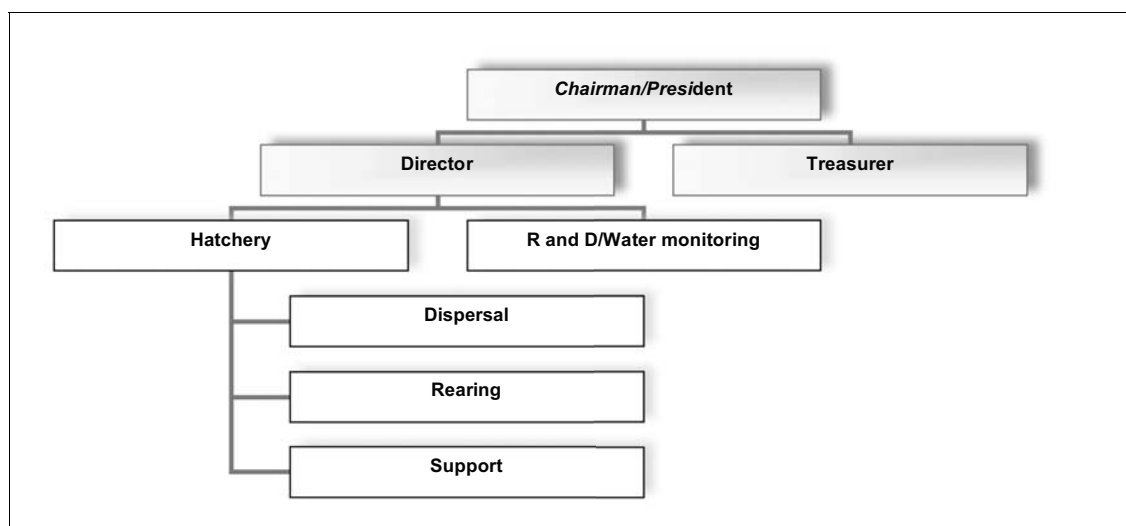 Chairman/President
Director
Treasurer
Hatchery
R and D/Water monitoring
Dispersal
Rearing
Support